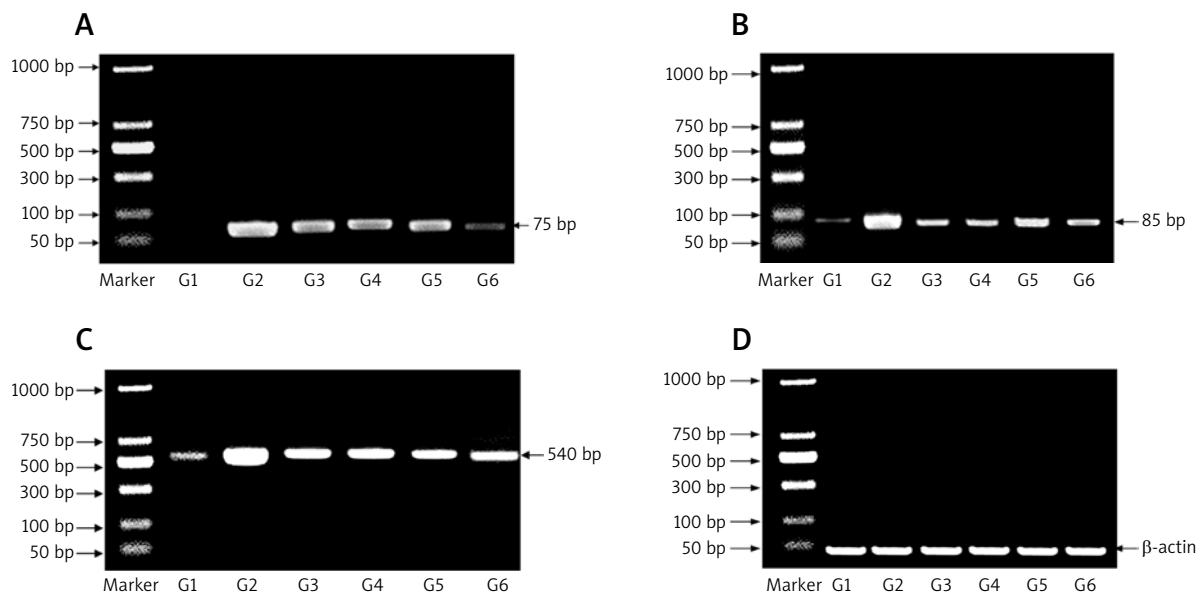 A
1000 bp
750 bp
500 bp
300 bp
100 bp
50 bp
75 bp
Marker G1 G2 G3 G4 G5 G6
B
1000 bp
750 bp
500 bp
300 bp
100 bp
50 bp
85 bp
Marker G1 G2 G3 G4 G5 G6
C
1000 bp
750 bp
500 bp
300 bp
100 bp
50 bp
540 bp
Marker G1 G2 G3 G4 G5 G6
D
1000 bp
750 bp
500 bp
300 bp
100 bp
50 bp
β-actin
Marker G1 G2 G3 G4 G5 G6